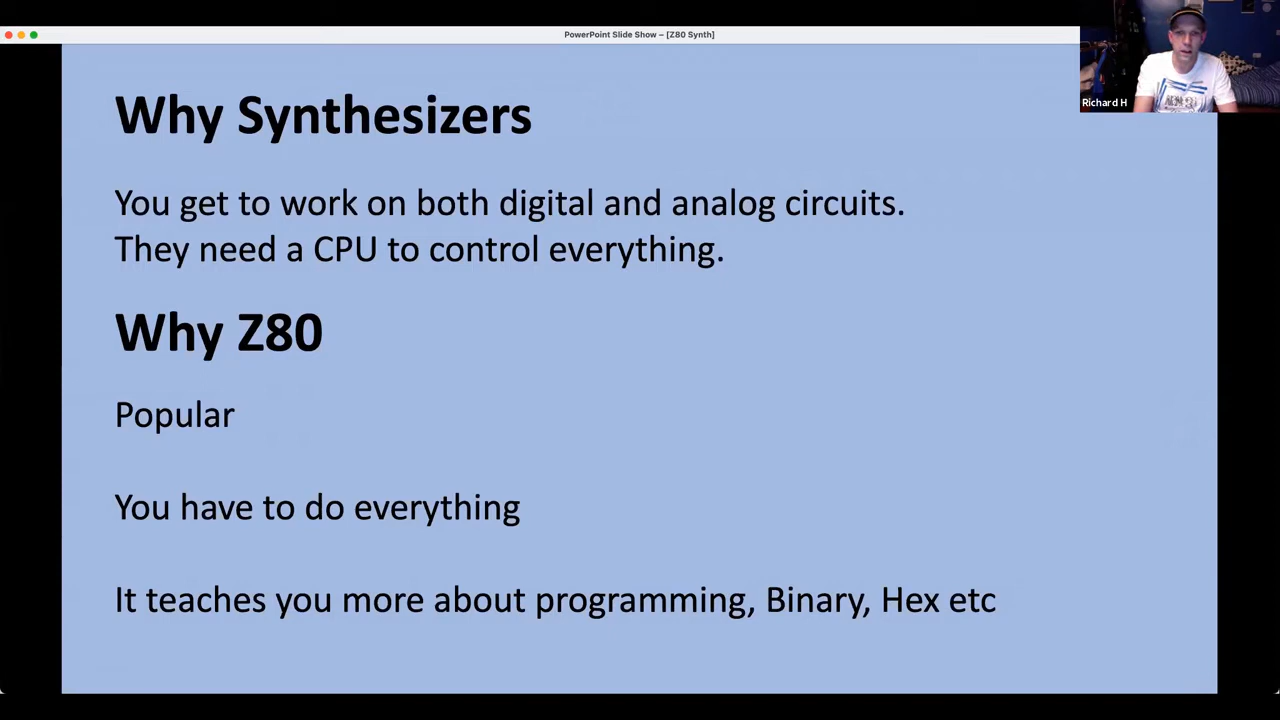 PowerPoint Slide Show – [Z80 Synth]
Richard H
Why Synthesizers
You get to work on both digital and analog circuits.
They need a CPU to control everything.
Why Z80
Popular
You have to do everything
It teaches you more about programming, Binary, Hex etc